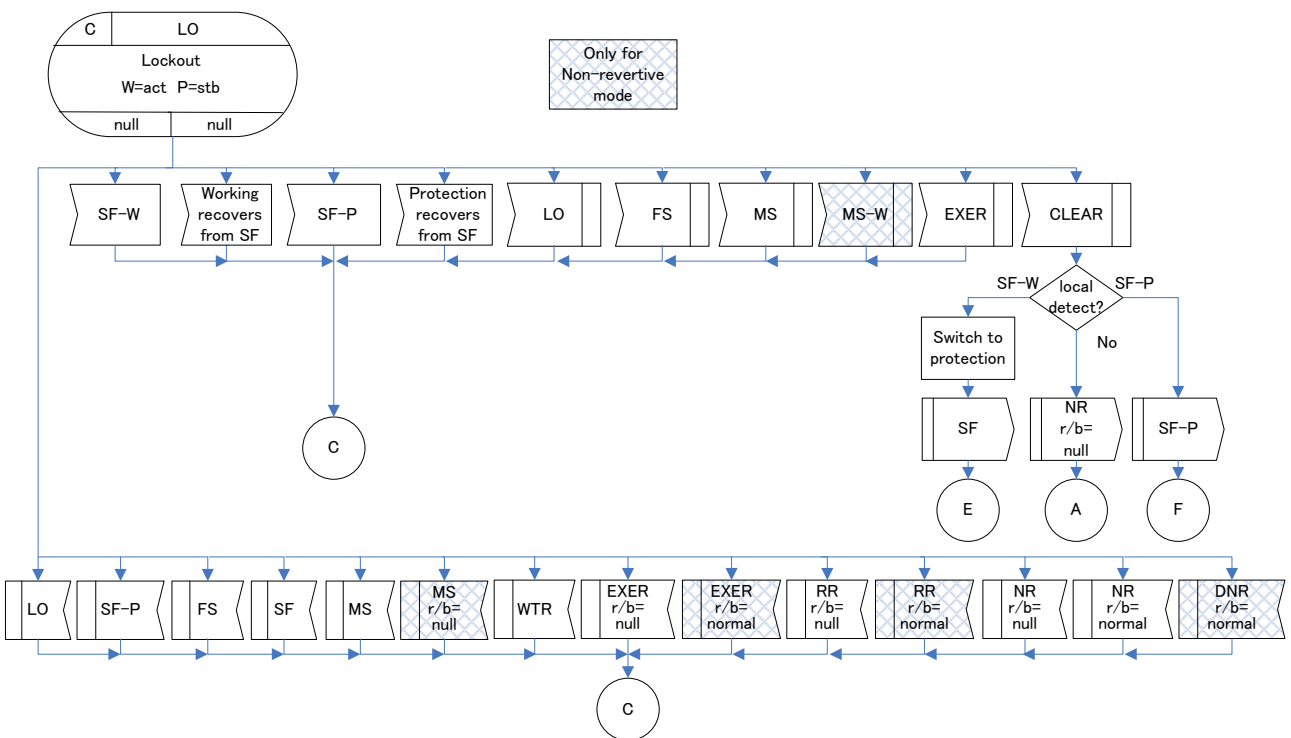 C
LO
Lockout
W=act P=stb
null
null
Only for
Non-revertive
mode
SF-W
Working
recovers
from SF
SF-P
Protection
recovers
from SF
LO
FS
MS
MS-W
EXER
CLEAR
SF-W
local
detect?
SF-P
No
Switch to
protection
SF
NR
r/b=
null
SF-P
C
E
A
F
LO
SF-P
FS
SF
MS
MS
r/b=
null
WTR
EXER
r/b=
null
EXER
r/b=
normal
RR
r/b=
null
RR
r/b=
normal
NR
r/b=
null
NR
r/b=
normal
DNR
r/b=
normal
C